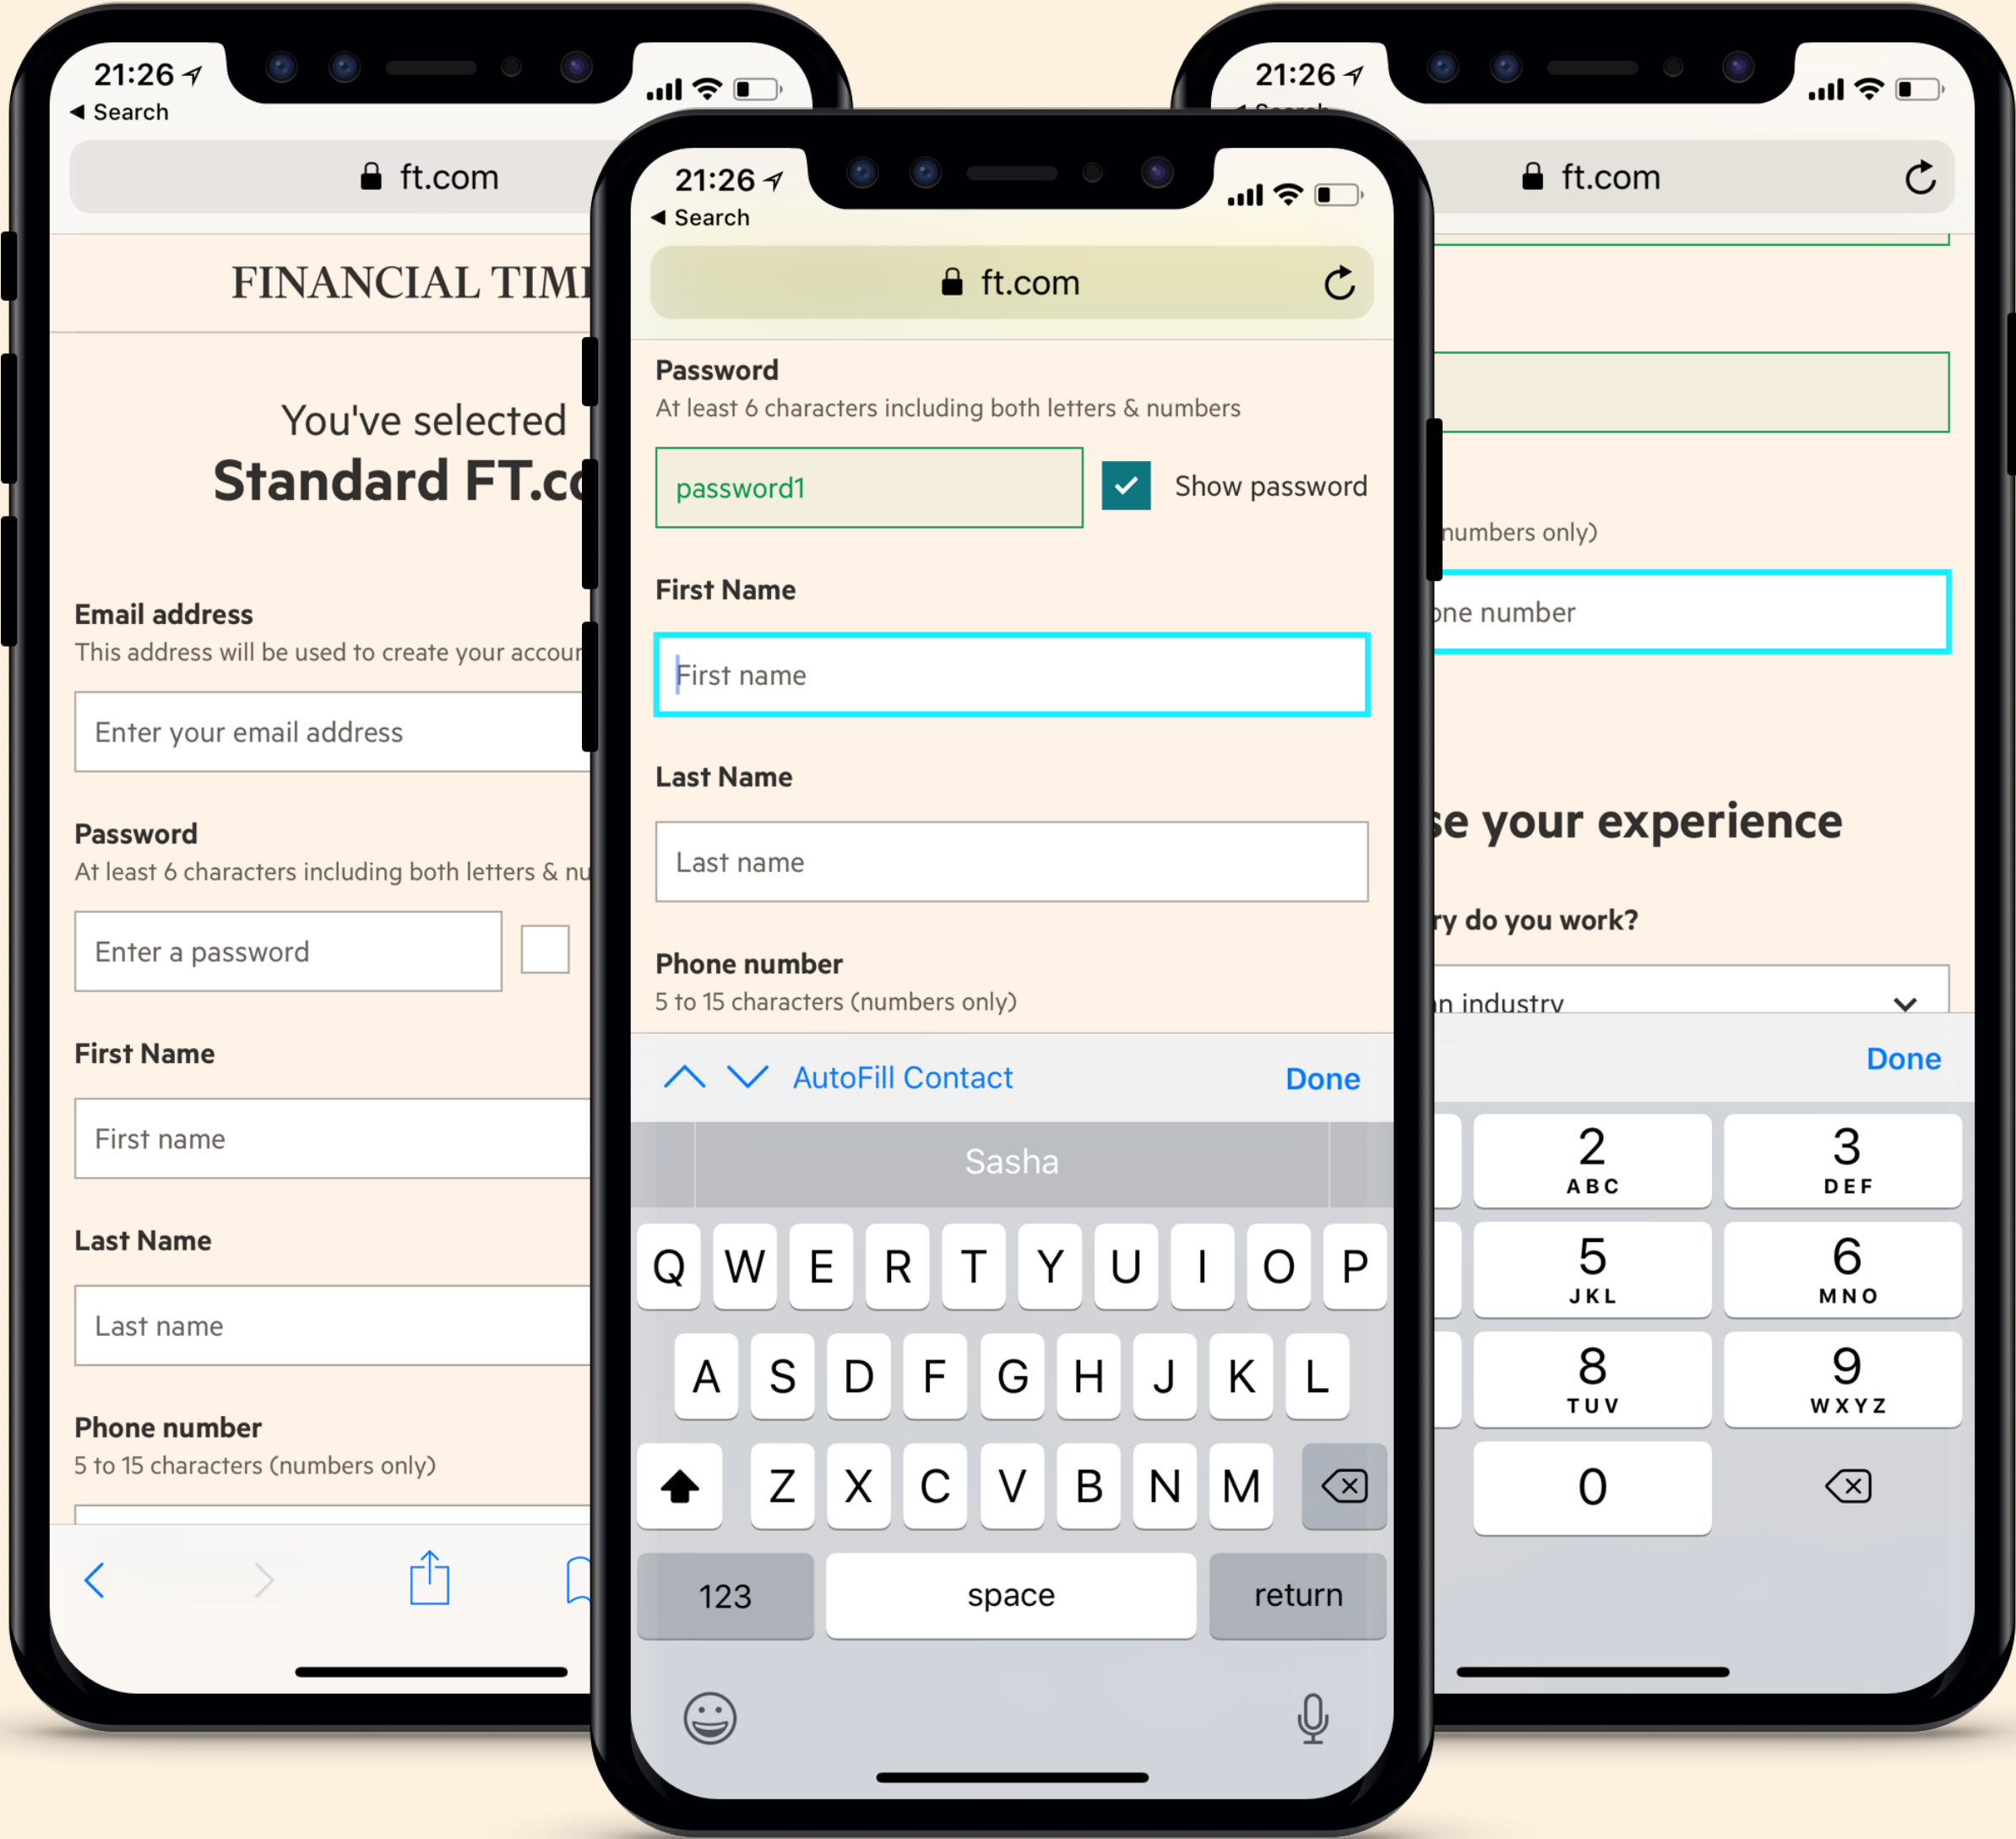 21:26
Search
ft.com
FINANCIAL TIM
You've selected
Standard FT.co
Email address
This address will be used to create your accou
Enter your email address
Password
At least 6 characters including both letters & nu
Enter a password
First Name
First name
Last Name
Last name
Phone number
5 to 15 characters (numbers only)
21:26
Search
ft.com
Password
At least 6 characters including both letters & numbers
password1
Show password
First Name
First name
Last Name
Last name
Phone number
5 to 15 characters (numbers only)
AutoFill Contact
Done
Sasha
Q W E R T Y U I O P
A S D F G H J K L
Z X C V B N M
123 space return
21:26
Search
ft.com
numbers only)
one number
se your experience
ry do you work?
n industry
Done
2 3
ABC DEF
5 6
JKL MNO
8 9
TUV WXYZ
0